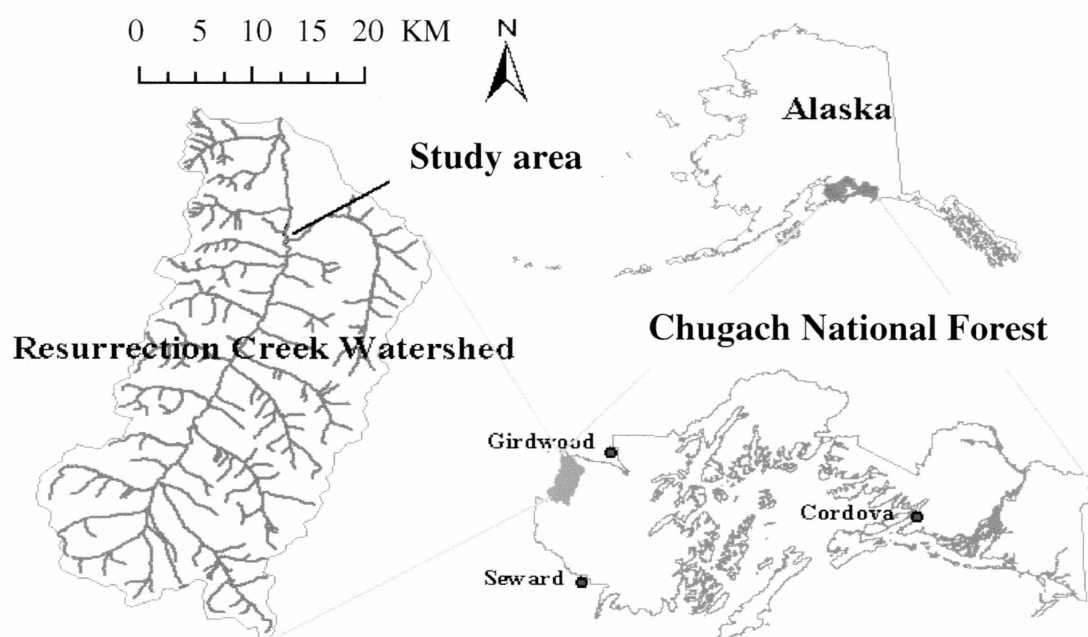 0 5 10 15 20 KM
N
Alaska
Study area
Chugach National Forest
Resurrection Creek Watershed
Girdwood
Cordova
Seward